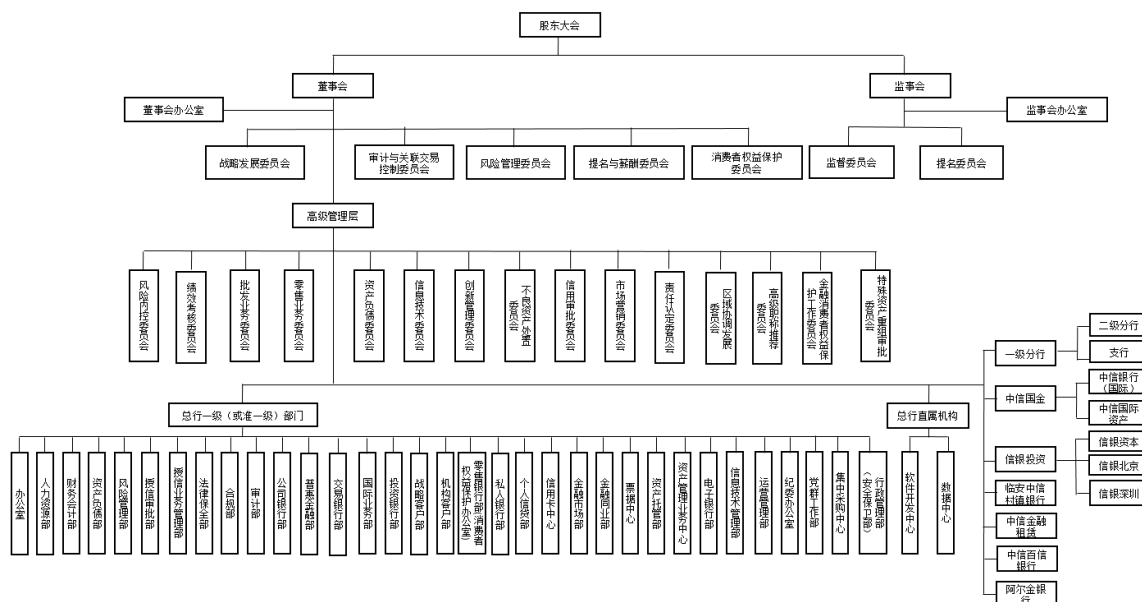 股东大会
董事会
监事会
董事会办公室
监事会办公室
战略发展委员会
审计与关联交易
控制委员会
风险管理委员会
提名与薪酬委员会
消费者权益保护
委员会
监督委员会
提名委员会
高级管理层
风险内控委员会
绩效考核委员会
批发业务委员会
零售业务委员会
资产负债委员会
信息技术委员会
创新管理委员会
不良资产处置
委员会
信用审批委员会
市场营销委员会
责任认定委员会
区域协调发展
委员会
高级职称推荐
委员会
金融消费者权益保
护工作委员会
特殊资产重组审批
委员会
一级分行
二级分行
支行
中信国金
中信银行
（国际）
中信国际
资产
信银投资
信银资本
信银北京
信银深圳
临安中信
村镇银行
中信金融
租赁
中信百信
银行
阿尔金银
行
总行一级（或准一级）部门
总行直属机构
办公室
人力资源部
财务会计部
资产负债部
风险管理部
授信审批部
授信业务管理部
法律保全部
合规部
审计部
公司银行部
普惠金融部
交易银行部
国际业务部
投资银行部
战略客户部
机构客户部
零售银行部（消费者
权益保护办公室）
私人银行部
个人信贷部
信用卡中心
金融市场部
金融同业部
票据中心
资产托管部
资产管理业务中心
电子银行部
信息技术管理部
运营管理部
纪委办公室
党群工作部
集中采购中心
行政管理部
（安全保卫部）
软件开发中心
数据中心